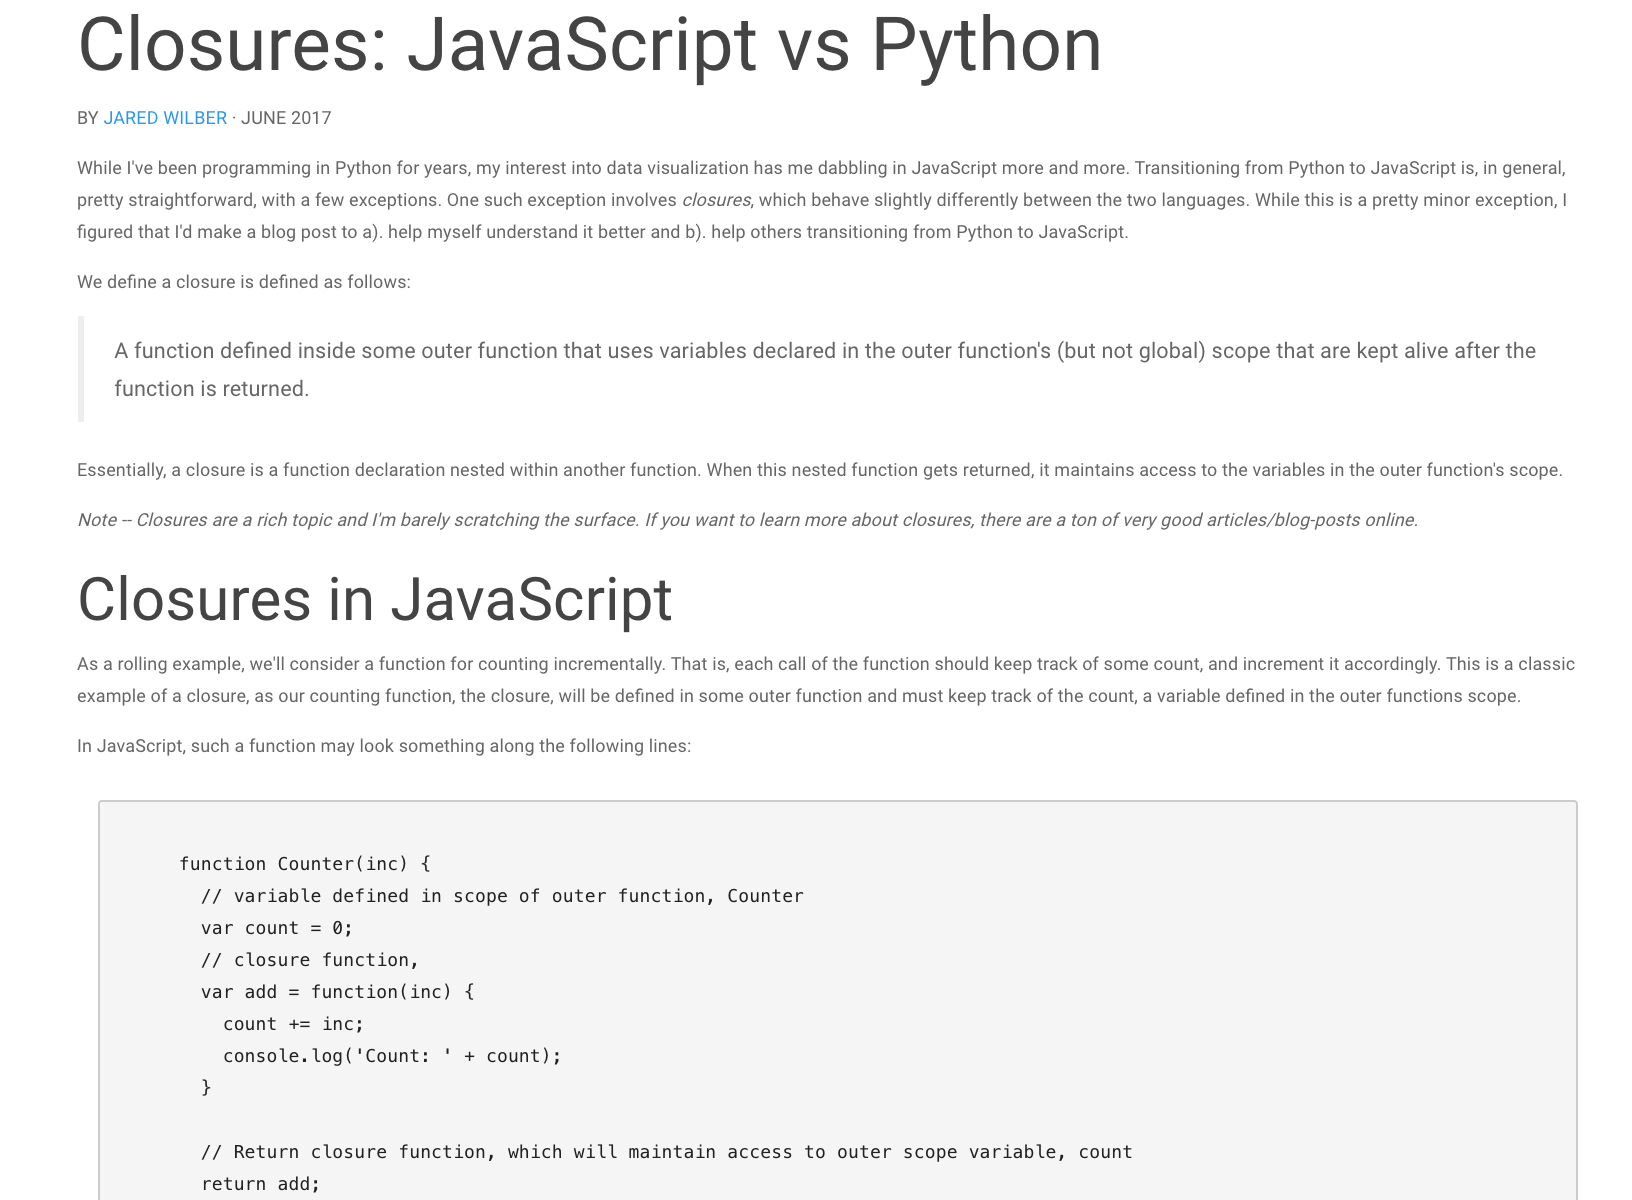 Closures: JavaScript vs Python
BY JARED WILBER · JUNE 2017
While I've been programming in Python for years, my interest into data visualization has me dabbling in JavaScript more and more. Transitioning from Python to JavaScript is, in general,
pretty straightforward, with a few exceptions. One such exception involves closures, which behave slightly differently between the two languages. While this is a pretty minor exception, I
figured that I'd make a blog post to a). help myself understand it better and b). help others transitioning from Python to JavaScript.
We define a closure is defined as follows:
A function defined inside some outer function that uses variables declared in the outer function's (but not global) scope that are kept alive after the
function is returned.
Essentially, a closure is a function declaration nested within another function. When this nested function gets returned, it maintains access to the variables in the outer function's scope.
Note -- Closures are a rich topic and I'm barely scratching the surface. If you want to learn more about closures, there are a ton of very good articles/blog-posts online.
Closures in JavaScript
As a rolling example, we'll consider a function for counting incrementally. That is, each call of the function should keep track of some count, and increment it accordingly. This is a classic
example of a closure, as our counting function, the closure, will be defined in some outer function and must keep track of the count, a variable defined in the outer functions scope.
In JavaScript, such a function may look something along the following lines:
function Counter(inc) {
  // variable defined in scope of outer function, Counter
  var count = 0;
  // closure function,
  var add = function(inc) {
    count += inc;
    console.log('Count: ' + count);
  }
  // Return closure function, which will maintain access to outer scope variable, count
  return add;